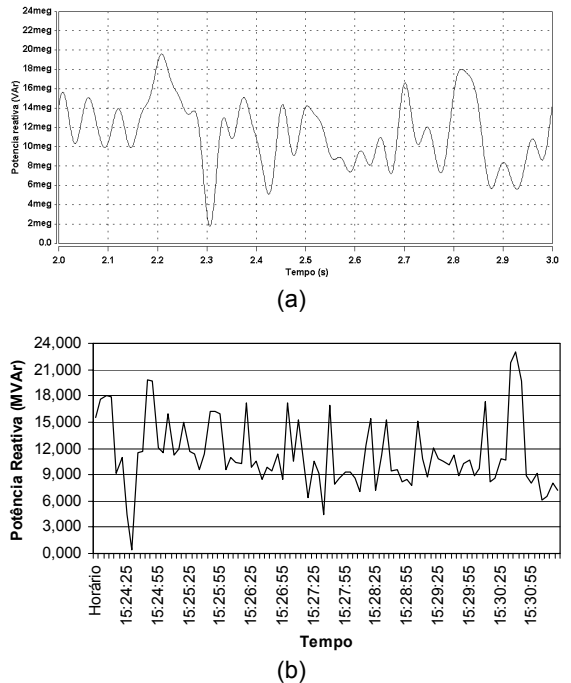 24meg
22meg
20meg
18meg
16meg
14meg
12meg
10meg
8meg
6meg
4meg
2meg
0.0
Potencia reativa (VAr)
2.0 2.1 2.2 2.3 2.4 2.5 2.6 2.7 2.8 2.9 3.0
Tempo (s)
(a)
24,000
21,000
18,000
15,000
12,000
9,000
6,000
3,000
0,000
Potência Reativa (MVAr)
Horário
15:24:25
15:24:55
15:25:25
15:25:55
15:26:25
15:26:55
15:27:25
15:27:55
15:28:25
15:28:55
15:29:25
15:29:55
15:30:25
15:30:55
Tempo
(b)